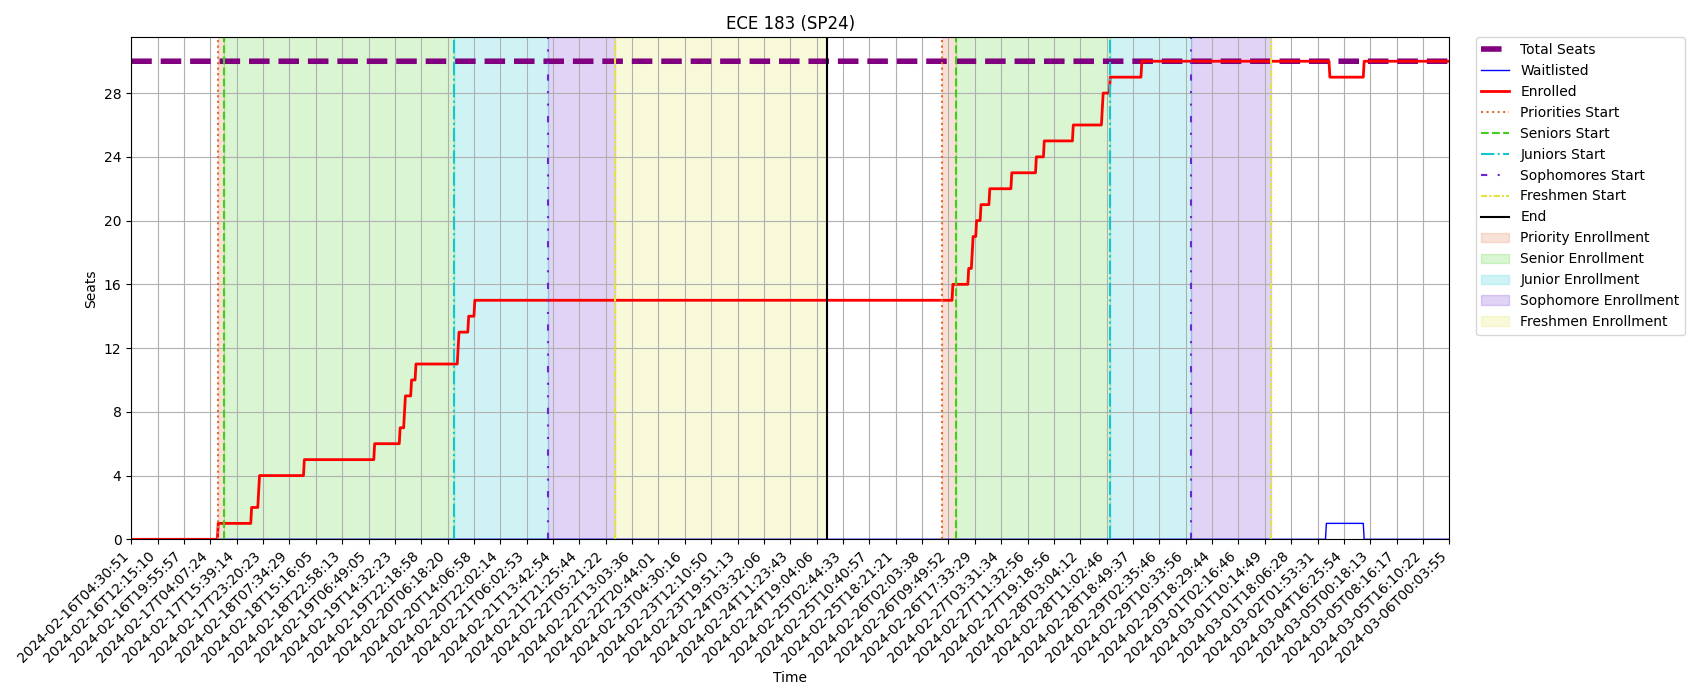 ECE 183 (SP24)
Total Seats
Waitlisted
Enrolled
Priorities Start
Seniors Start
Juniors Start
Sophomores Start
Freshmen Start
End
Priority Enrollment
Senior Enrollment
Junior Enrollment
Sophomore Enrollment
Freshmen Enrollment
Seats
28
24
20
16
12
8
4
0
2024-02-16T04:30:51
2024-02-16T12:15:10
2024-02-16T19:55:57
2024-02-17T04:07:24
2024-02-17T15:39:14
2024-02-17T23:20:23
2024-02-18T07:34:29
2024-02-18T15:16:05
2024-02-18T22:58:13
2024-02-19T06:49:05
2024-02-19T14:32:23
2024-02-19T22:18:58
2024-02-20T06:18:20
2024-02-20T14:06:58
2024-02-20T22:02:14
2024-02-21T06:02:53
2024-02-21T13:42:54
2024-02-21T21:25:44
2024-02-22T05:21:22
2024-02-22T13:03:36
2024-02-22T20:44:01
2024-02-23T04:30:16
2024-02-23T12:10:50
2024-02-23T19:51:13
2024-02-24T03:32:06
2024-02-24T11:23:43
2024-02-24T19:04:06
2024-02-25T02:44:33
2024-02-25T10:40:57
2024-02-25T18:21:21
2024-02-26T02:03:38
2024-02-26T09:49:52
2024-02-26T17:33:29
2024-02-27T03:31:34
2024-02-27T11:32:56
2024-02-27T19:18:56
2024-02-28T03:04:12
2024-02-28T11:02:46
2024-02-28T18:49:37
2024-02-29T02:35:46
2024-02-29T10:33:56
2024-02-29T18:29:44
2024-03-01T02:16:46
2024-03-01T10:14:49
2024-03-01T18:06:28
2024-03-02T01:53:31
2024-03-04T16:25:54
2024-03-05T00:18:13
2024-03-05T08:16:17
2024-03-05T16:10:22
2024-03-06T00:03:55
Time